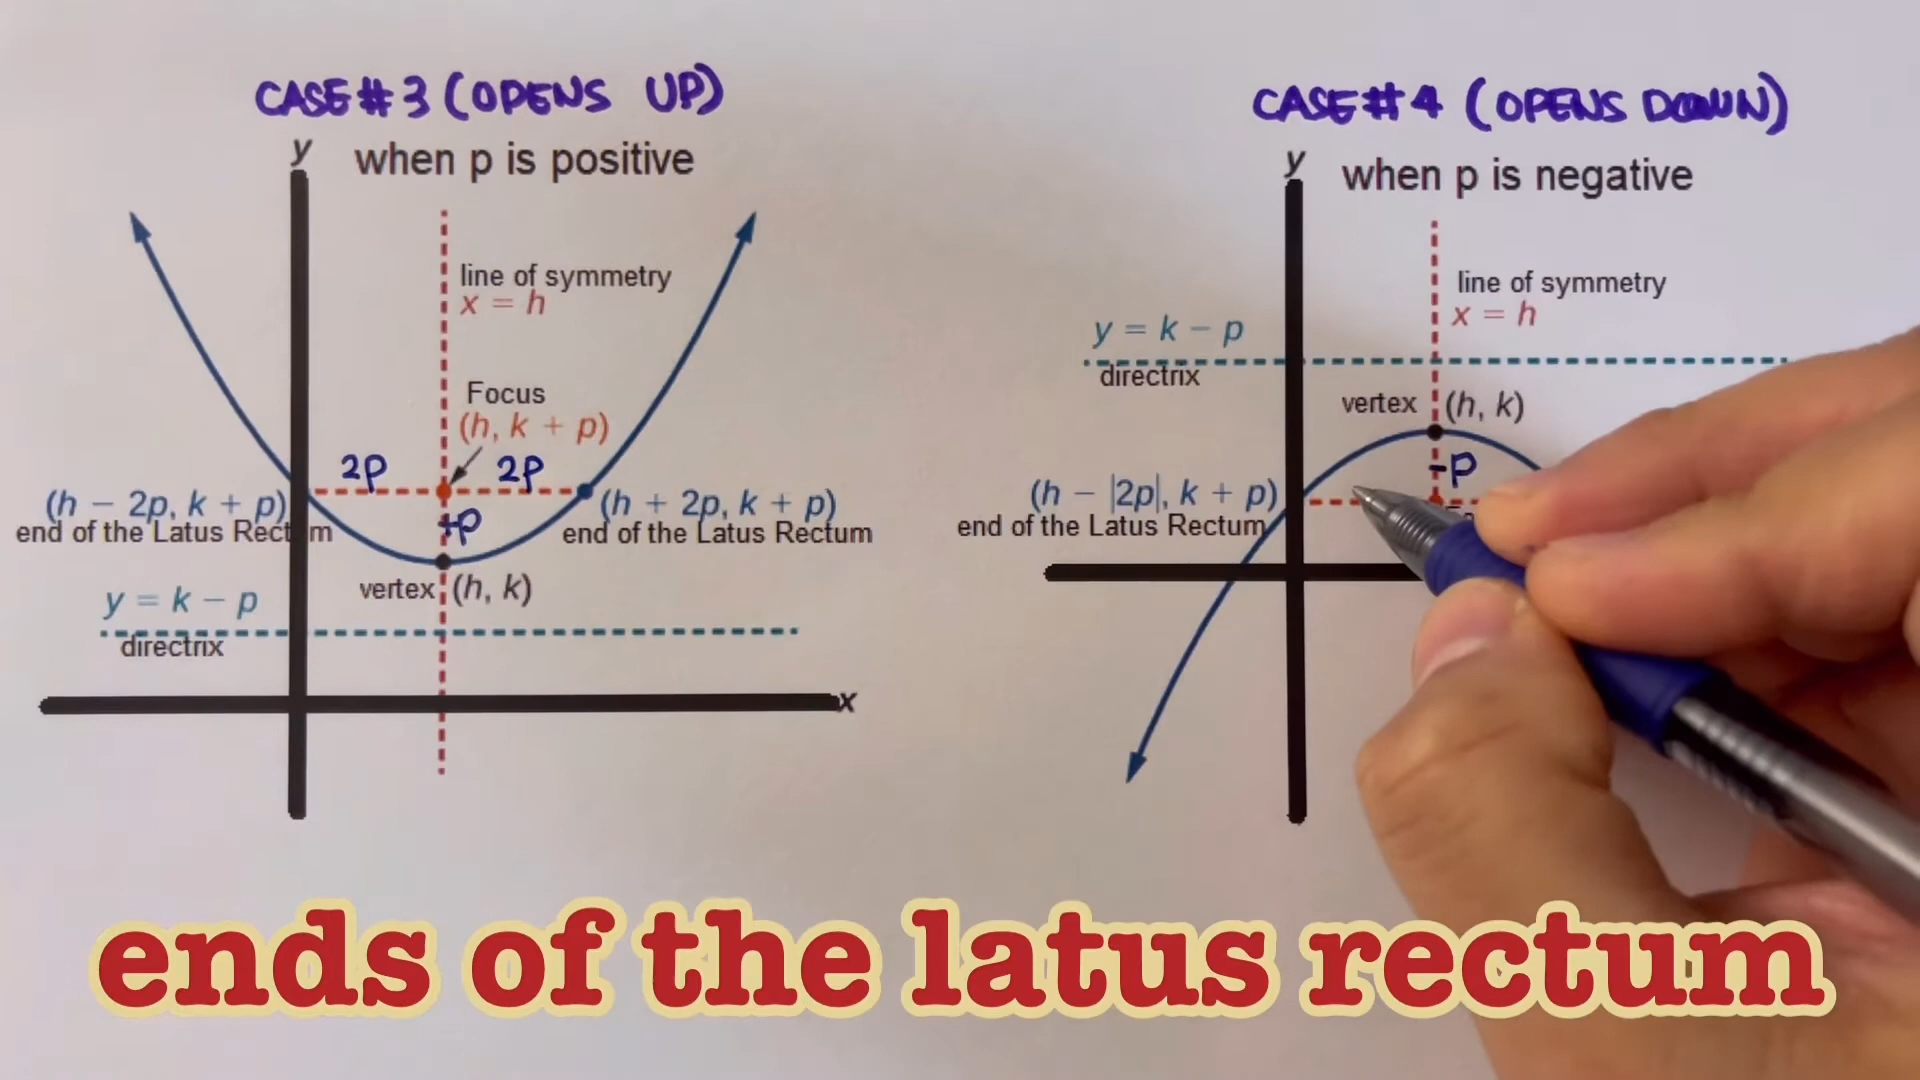 CASE # 3 (OPENS UP)
y
when p is positive
line of symmetry
x = h
Focus
(h, k + p)
2p
2p
(h − 2p, k + p)
end of the Latus Rectum
+p
(h + 2p, k + p)
end of the Latus Rectum
vertex (h, k)
y = k − p
directrix
x
CASE # 4 (OPENS DOWN)
y
when p is negative
line of symmetry
x = h
y = k − p
directrix
vertex (h, k)
-p
(h − |2p|, k + p)
end of the Latus Rectum
ends of the latus rectum